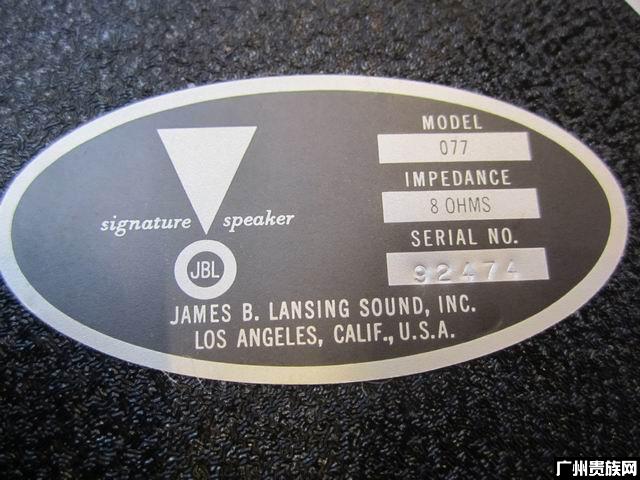 signature speaker
JBL
JAMES B. LANSING SOUND, INC.
LOS ANGELES, CALIF., U.S.A.
MODEL
077
IMPEDANCE
8 OHMS
SERIAL NO.
92474
广州贵族网